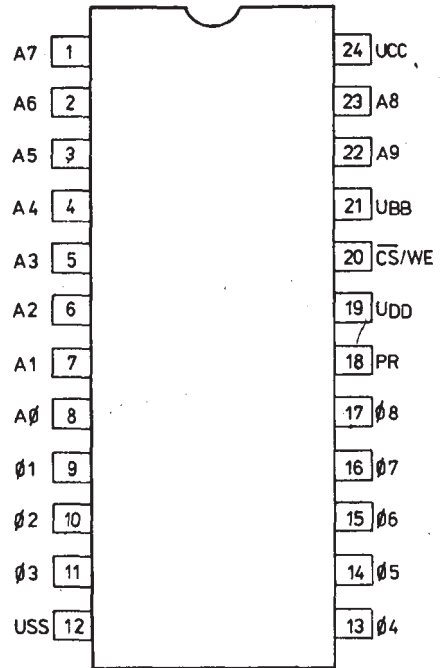 A7 1 24 UCC
A6 2 23 A8
A5 3 22 A9
A4 4 21 UBB
A3 5 20 C̅S̅/WE
A2 6 19 UDD
A1 7 18 PR
AØ 8 17 Ø8
Ø1 9 16 Ø7
Ø2 10 15 Ø6
Ø3 11 14 Ø5
USS 12 13 Ø4